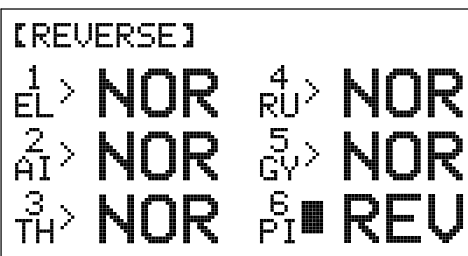 [REVERSE]
1 EL> NOR 4 RU> NOR
2 AI> NOR 5 GY> NOR
3 TH> NOR 6 PI■ REV